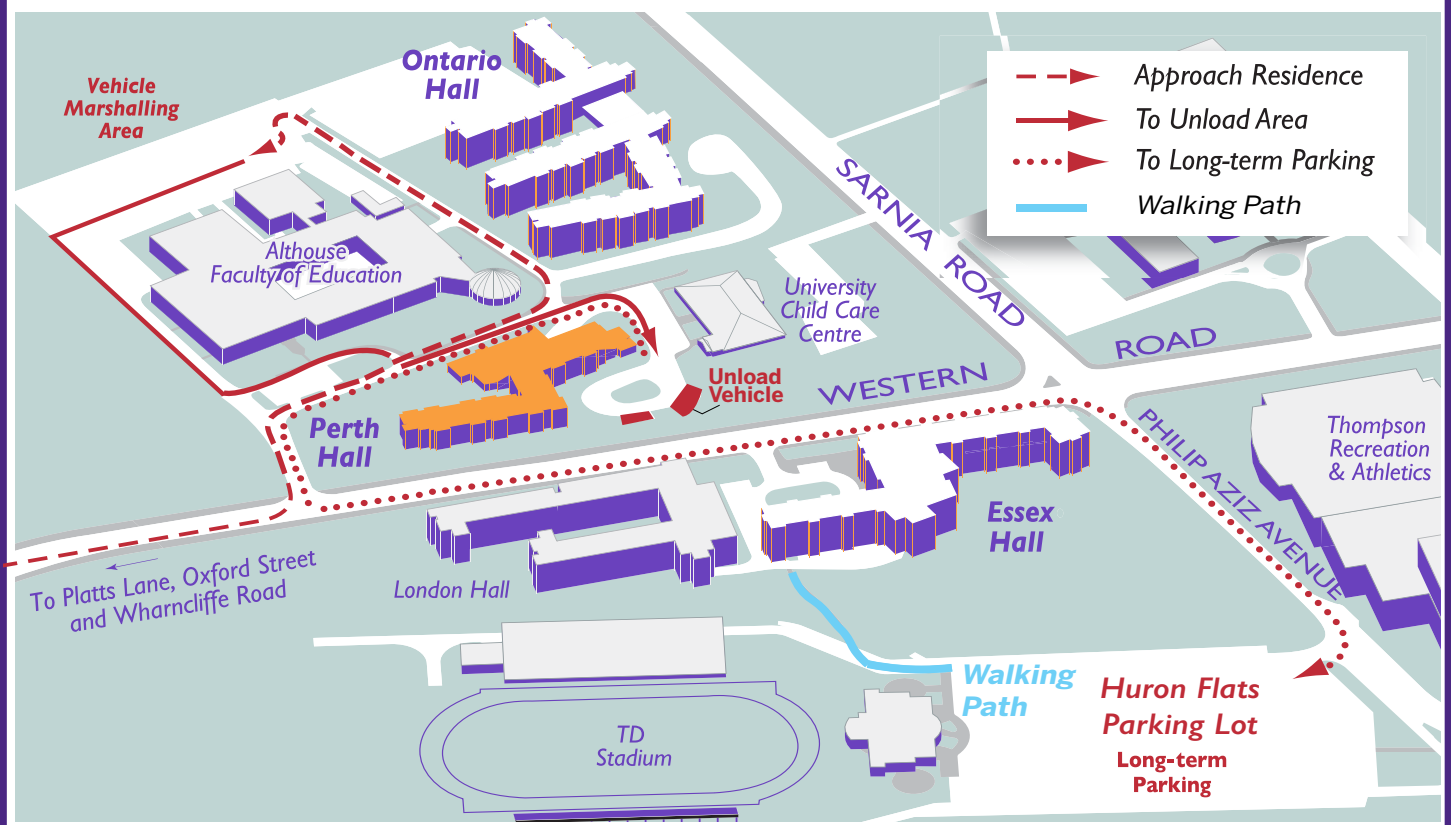 Ontario
Hall
Vehicle
Marshalling
Area
Approach Residence
To Unload Area
To Long-term Parking
Walking Path
SARNIA ROAD
Althouse
Faculty of Education
University
Child Care
Centre
ROAD
WESTERN
Unload
Vehicle
Perth
Hall
PHILIP AZIZ AVENUE
Thompson
Recreation
& Athletics
Essex
Hall
To Platts Lane, Oxford Street
and Wharncliffe Road
London Hall
Walking
Path
Huron Flats
Parking Lot
Long-term
Parking
TD
Stadium